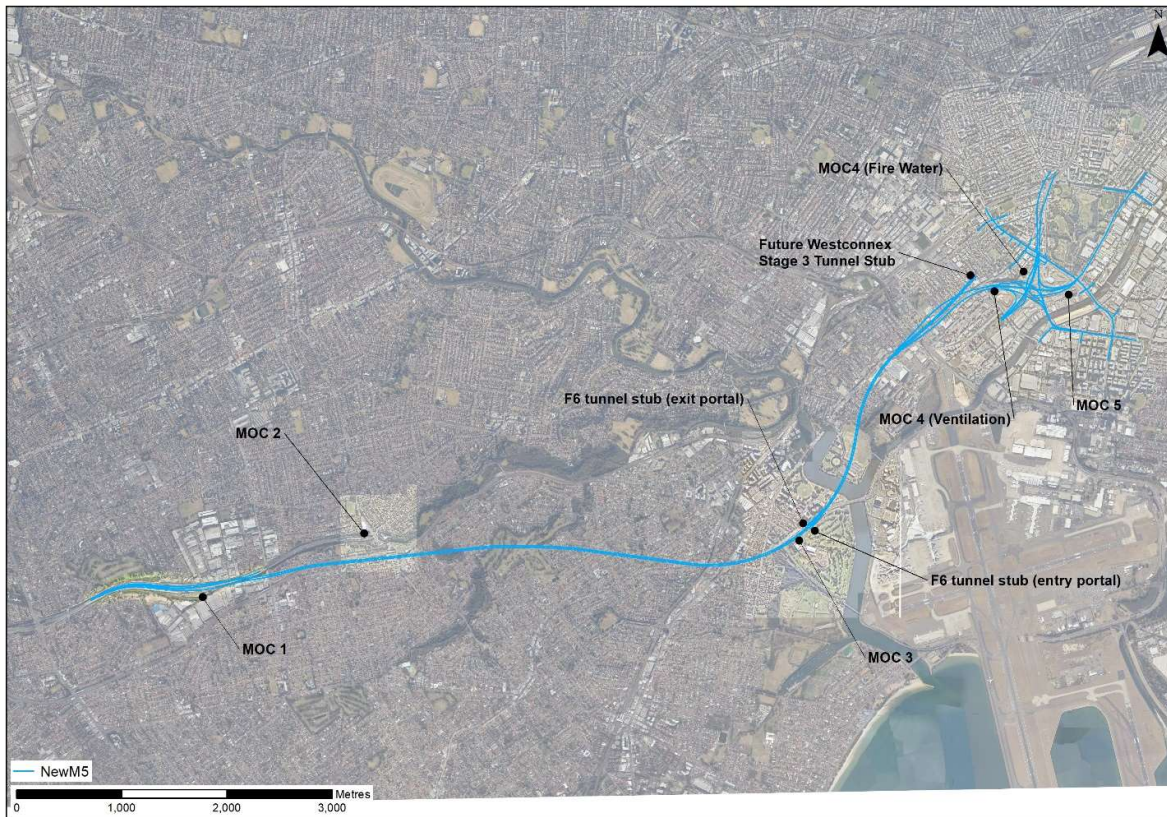 N
MOC4 (Fire Water)
Future Westconnex
Stage 3 Tunnel Stub
F6 tunnel stub (exit portal)
MOC 5
MOC 4 (Ventilation)
MOC 2
F6 tunnel stub (entry portal)
MOC 1
MOC 3
NewM5
Metres
0 1,000 2,000 3,000